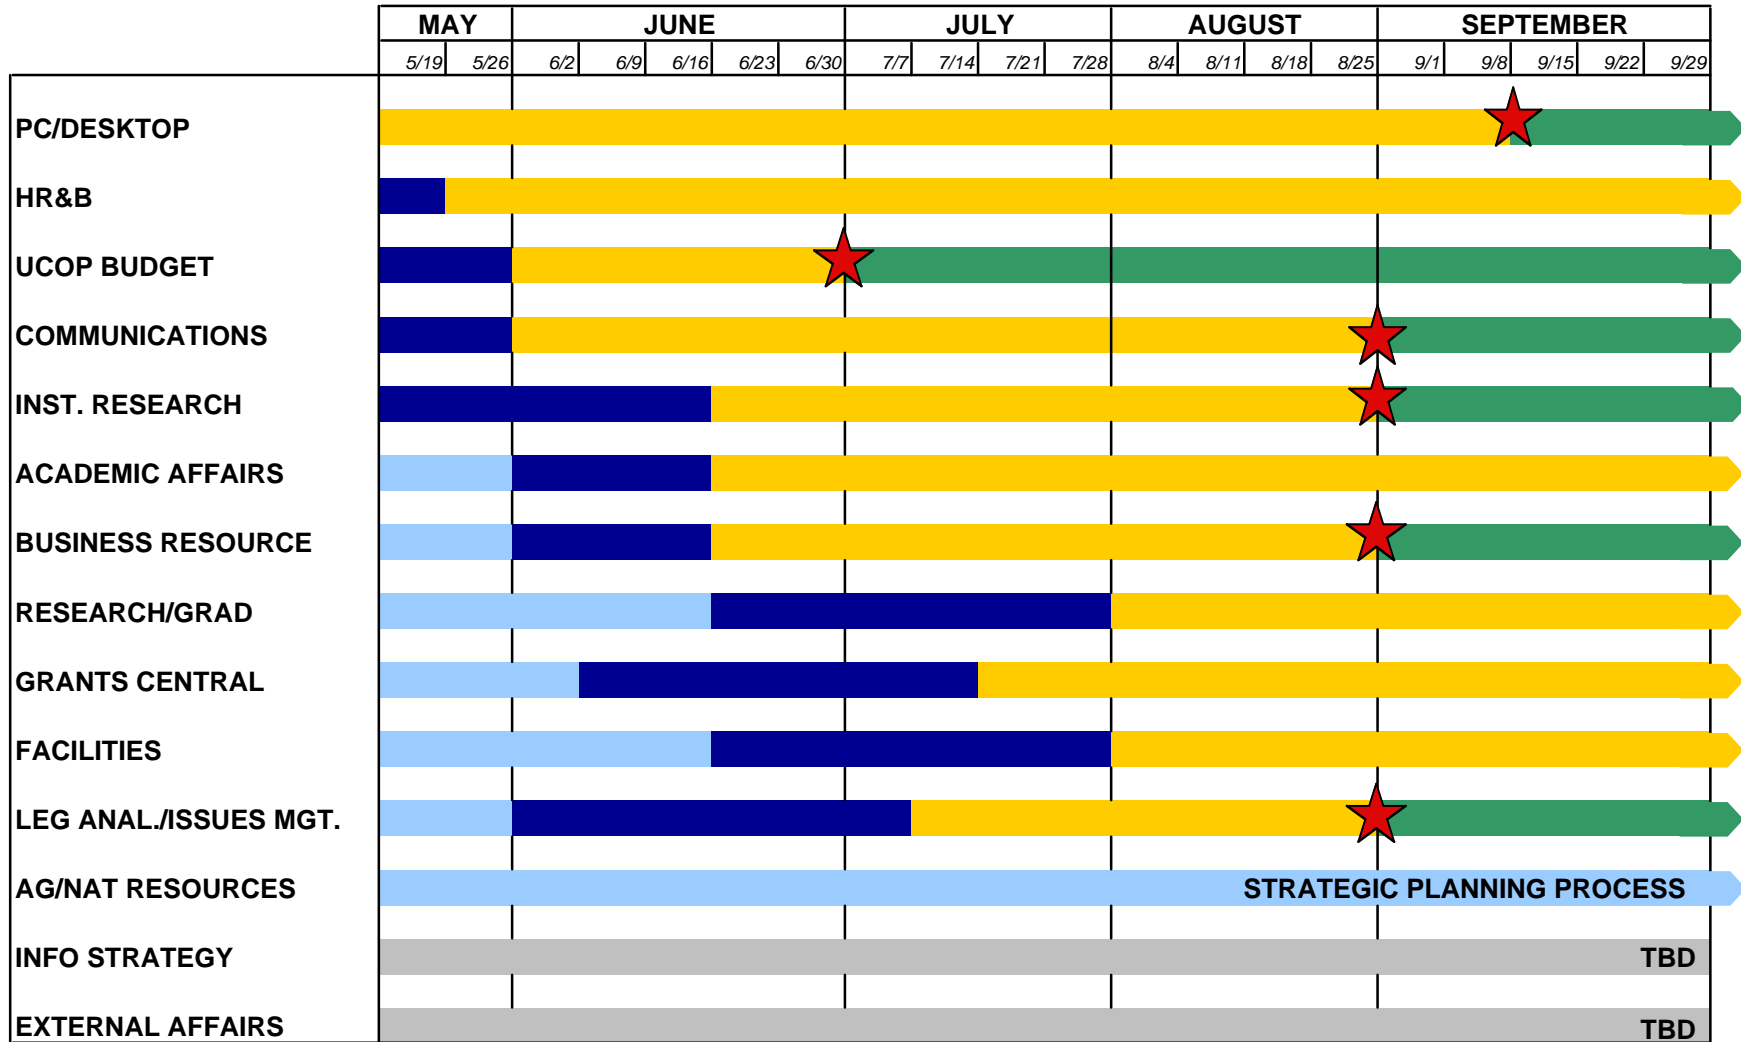 MAY JUNE JULY AUGUST SEPTEMBER
5/19 5/26 6/2 6/9 6/16 6/23 6/30 7/7 7/14 7/21 7/28 8/4 8/11 8/18 8/25 9/1 9/8 9/15 9/22 9/29
PC/DESKTOP
HR&B
UCOP BUDGET
COMMUNICATIONS
INST. RESEARCH
ACADEMIC AFFAIRS
BUSINESS RESOURCE
RESEARCH/GRAD
GRANTS CENTRAL
FACILITIES
LEG ANAL./ISSUES MGT.
AG/NAT RESOURCES STRATEGIC PLANNING PROCESS
INFO STRATEGY TBD
EXTERNAL AFFAIRS TBD